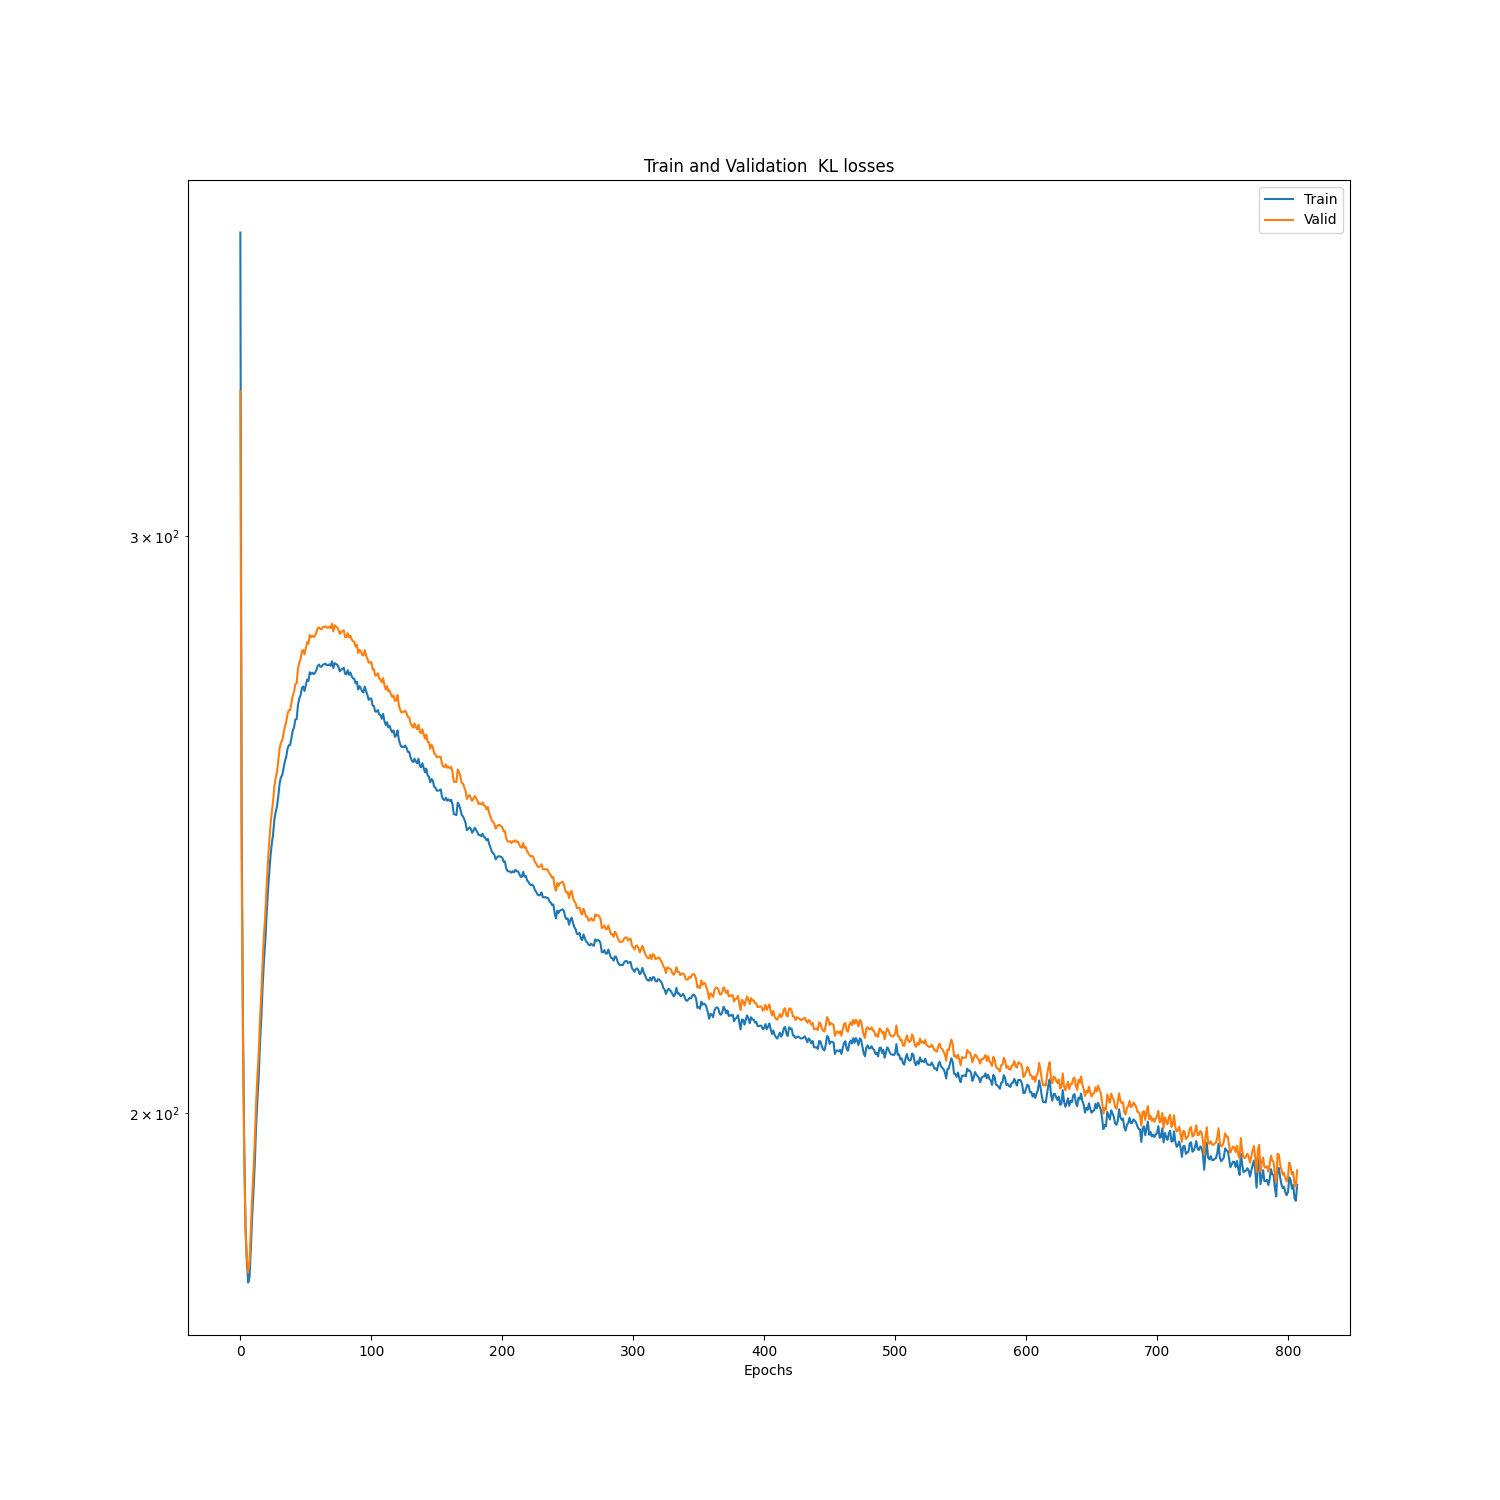 Train and Validation  KL losses
Train
Valid
3 × 10²
2 × 10²
0 100 200 300 400 500 600 700 800
Epochs